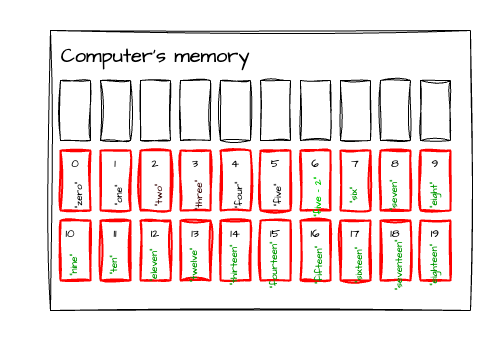 Computer's memory
0 1 2 3 4 5 6 7 8 9
"zero" "one" "two" "three" "four" "five" "five - 2" "six" "seven" "eight"
10 11 12 13 14 15 16 17 18 19
"nine" "ten" "eleven" "twelve" "thirteen" "fourteen" "fifteen" "sixteen" "seventeen" "eighteen"